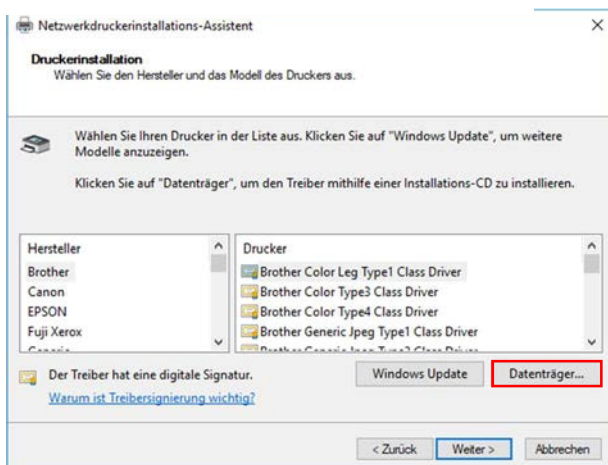 Netzwerkdruckerinstallations-Assistent
Druckerinstallation
Wählen Sie den Hersteller und das Modell des Druckers aus.
Wählen Sie Ihren Drucker in der Liste aus. Klicken Sie auf "Windows Update", um weitere
Modelle anzuzeigen.
Klicken Sie auf "Datenträger", um den Treiber mithilfe einer Installations-CD zu installieren.
Hersteller
Brother
Canon
EPSON
Fuji Xerox
Drucker
Brother Color Leg Type1 Class Driver
Brother Color Type3 Class Driver
Brother Color Type4 Class Driver
Brother Generic Jpeg Type1 Class Driver
Der Treiber hat eine digitale Signatur.
Warum ist Treibersignierung wichtig?
Windows Update
Datenträger...
< Zurück
Weiter >
Abbrechen